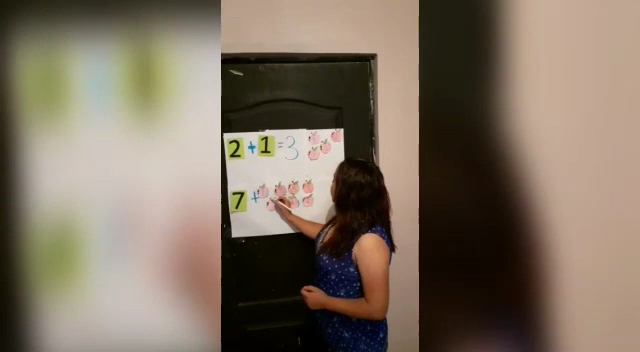 2 + 1 = 3
7 +